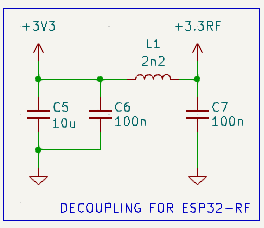 +3V3
+3.3RF
L1
2n2
C5
10u
C6
100n
C7
100n
DECOUPLING FOR ESP32-RF